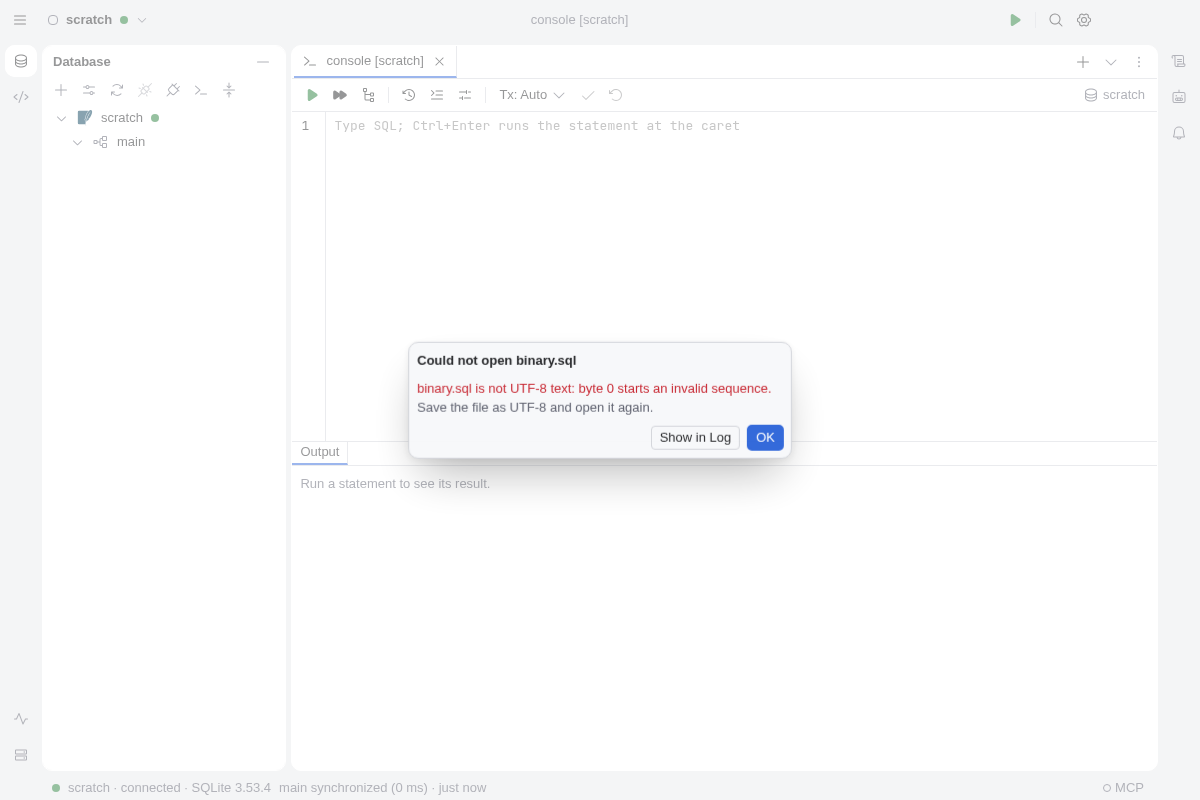 scratch
console [scratch]
Database
console [scratch]
Tx: Auto
scratch
scratch
main
1 Type SQL; Ctrl+Enter runs the statement at the caret
Could not open binary.sql
binary.sql is not UTF-8 text: byte 0 starts an invalid sequence.
Save the file as UTF-8 and open it again.
Show in Log
OK
Output
Run a statement to see its result.
scratch · connected · SQLite 3.53.4 main synchronized (0 ms) · just now
MCP